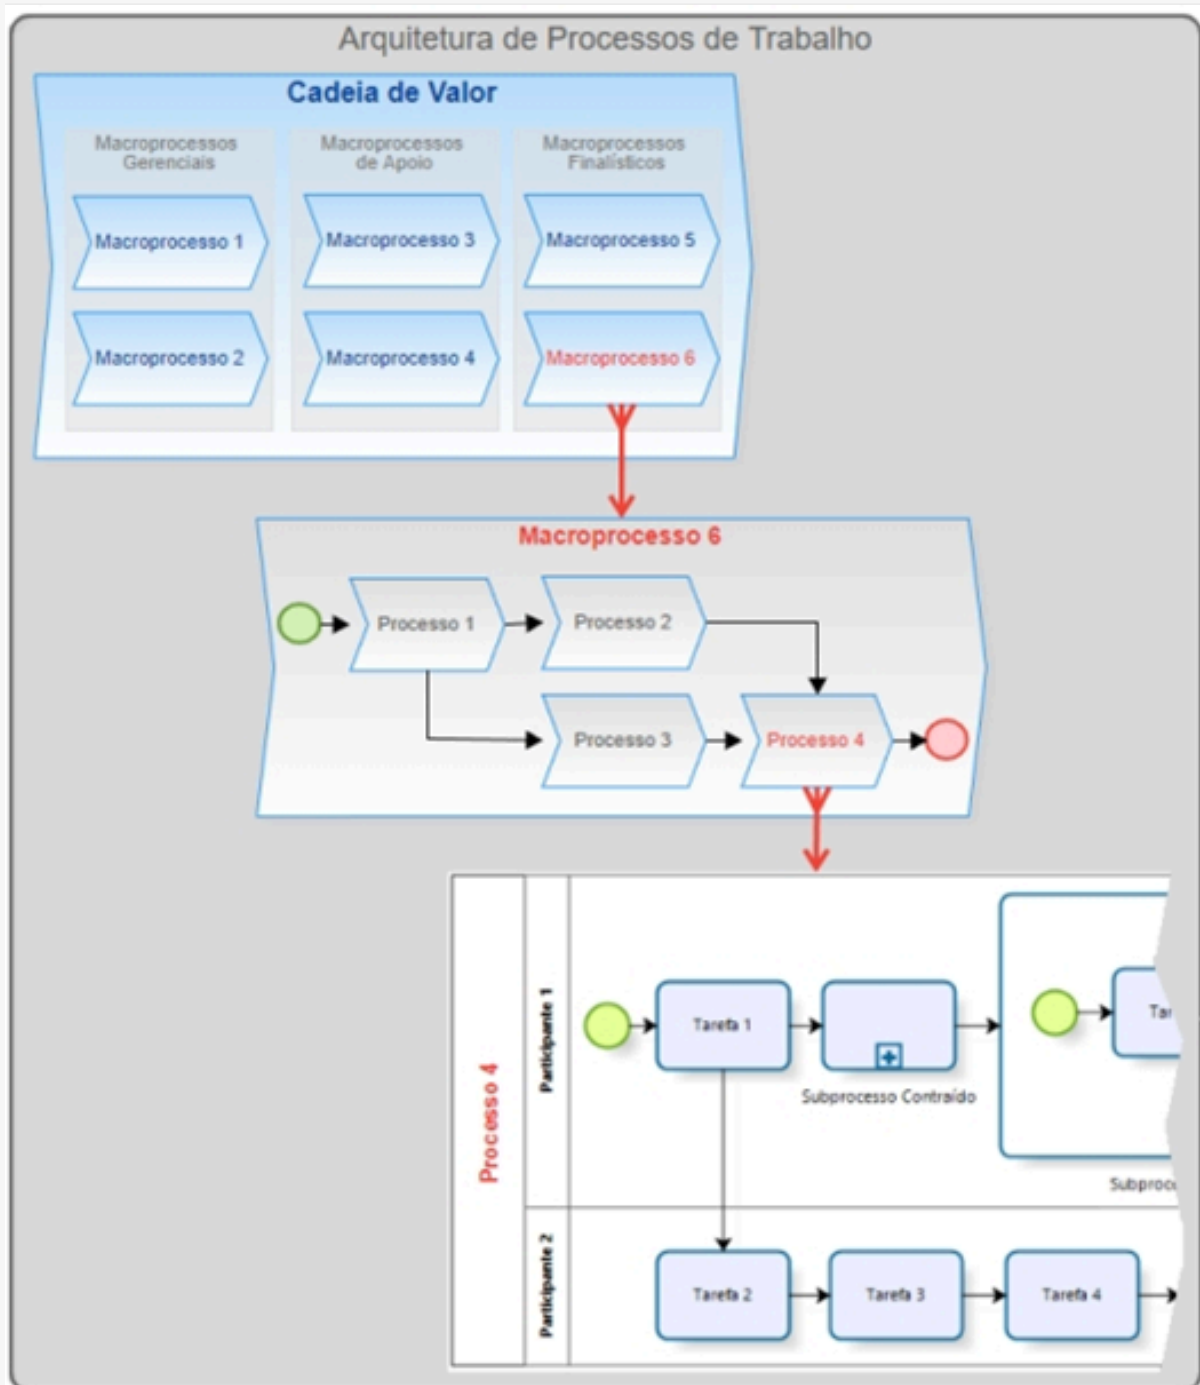 Arquitetura de Processos de Trabalho
Cadeia de Valor
Macroprocessos
Gerenciais
Macroprocessos
de Apoio
Macroprocessos
Finalísticos
Macroprocesso 1
Macroprocesso 3
Macroprocesso 5
Macroprocesso 2
Macroprocesso 4
Macroprocesso 6
Macroprocesso 6
Processo 1
Processo 2
Processo 3
Processo 4
Processo 4
Participante 1
Tarefa 1
Subprocesso Contraído
Participante 2
Tarefa 2
Tarefa 3
Tarefa 4